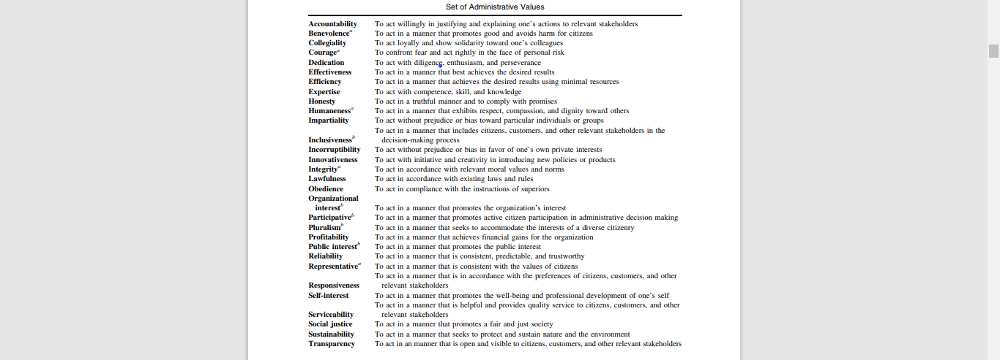 Set of Administrative Values
Accountability To act willingly in justifying and explaining one's actions to relevant stakeholders
Benevolence^a To act in a manner that promotes good and avoids harm for citizens
Collegiality To act loyally and show solidarity toward one's colleagues
Courage^a To confront fear and act rightly in the face of personal risk
Dedication To act with diligence, enthusiasm, and perseverance
Effectiveness To act in a manner that best achieves the desired results
Efficiency To act in a manner that achieves the desired results using minimal resources
Expertise To act with competence, skill, and knowledge
Honesty To act in a truthful manner and to comply with promises
Humaneness^a To act in a manner that exhibits respect, compassion, and dignity toward others
Impartiality To act without prejudice or bias toward particular individuals or groups
To act in a manner that includes citizens, customers, and other relevant stakeholders in the
Inclusiveness^b decision-making process
Incorruptibility To act without prejudice or bias in favor of one's own private interests
Innovativeness To act with initiative and creativity in introducing new policies or products
Integrity^a To act in accordance with relevant moral values and norms
Lawfulness To act in accordance with existing laws and rules
Obedience To act in compliance with the instructions of superiors
Organizational
interest^b To act in a manner that promotes the organization's interest
Participative^b To act in a manner that promotes active citizen participation in administrative decision making
Pluralism^b To act in a manner that seeks to accommodate the interests of a diverse citizenry
Profitability To act in a manner that achieves financial gains for the organization
Public interest^b To act in a manner that promotes the public interest
Reliability To act in a manner that is consistent, predictable, and trustworthy
Representative^a To act in a manner that is consistent with the values of citizens
To act in a manner that is in accordance with the preferences of citizens, customers, and other
Responsiveness relevant stakeholders
Self-interest To act in a manner that promotes the well-being and professional development of one's self
To act in a manner that is helpful and provides quality service to citizens, customers, and other
Serviceability relevant stakeholders
Social justice To act in a manner that promotes a fair and just society
Sustainability To act in a manner that seeks to protect and sustain nature and the environment
Transparency To act in an manner that is open and visible to citizens, customers, and other relevant stakeholders